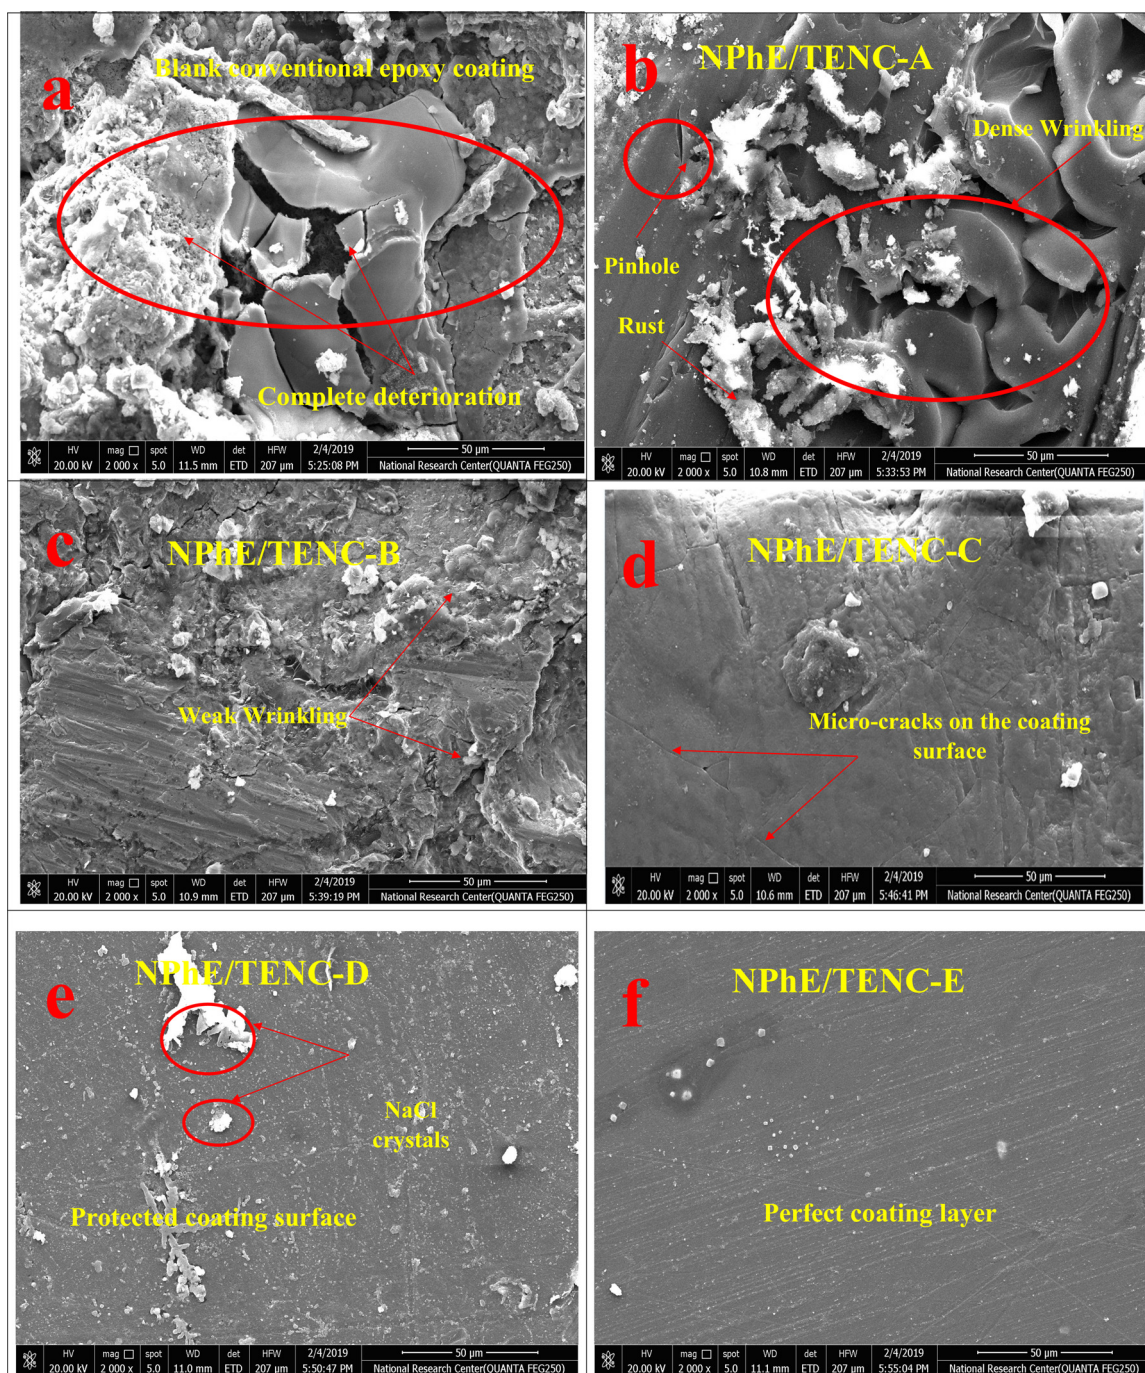 a
Blank conventional epoxy coating
Complete deterioration
HV mag □ spot WD det HFW 2/4/2019 50 µm
20.00 kV 2 000 x 5.0 11.5 mm ETD 207 µm 5:25:08 PM National Research Center(QUANTA FEG250)
b
NPhE/TENC-A
Dense Wrinkling
Pinhole
Rust
HV mag □ spot WD det HFW 2/4/2019 50 µm
20.00 kV 2 000 x 5.0 10.8 mm ETD 207 µm 5:33:53 PM National Research Center(QUANTA FEG250)
c
NPhE/TENC-B
Weak Wrinkling
HV mag □ spot WD det HFW 2/4/2019 50 µm
20.00 kV 2 000 x 5.0 10.9 mm ETD 207 µm 5:39:19 PM National Research Center(QUANTA FEG250)
d
NPhE/TENC-C
Micro-cracks on the coating
surface
HV mag □ spot WD det HFW 2/4/2019 50 µm
20.00 kV 2 000 x 5.0 10.6 mm ETD 207 µm 5:46:41 PM National Research Center(QUANTA FEG250)
e
NPhE/TENC-D
NaCl
crystals
Protected coating surface
HV mag □ spot WD det HFW 2/4/2019 50 µm
20.00 kV 2 000 x 5.0 11.0 mm ETD 207 µm 5:50:47 PM National Research Center(QUANTA FEG250)
f
NPhE/TENC-E
Perfect coating layer
HV mag □ spot WD det HFW 2/4/2019 50 µm
20.00 kV 2 000 x 5.0 11.1 mm ETD 207 µm 5:55:04 PM National Research Center(QUANTA FEG250)